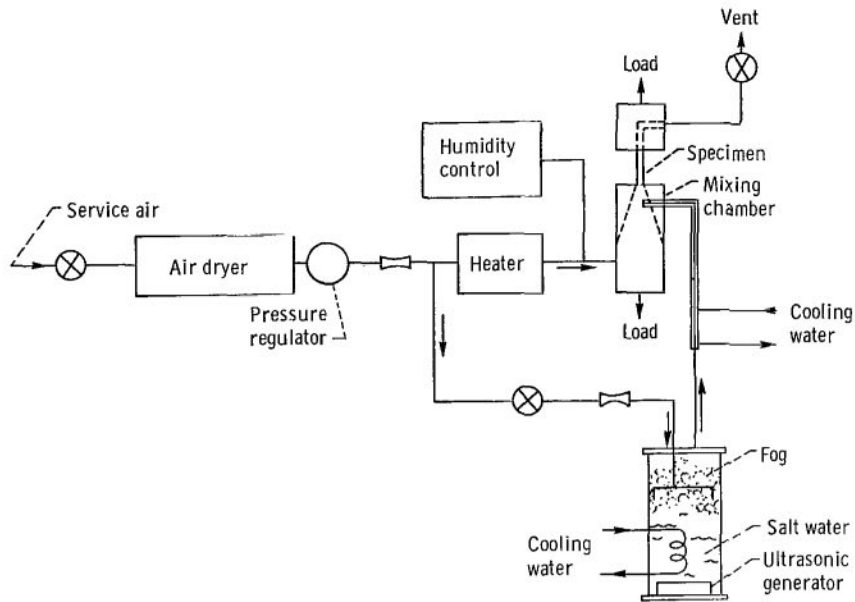 Vent
Load
Humidity
control
Specimen
Mixing
chamber
Service air
Air dryer
Heater
Pressure
regulator
Load
Cooling
water
Fog
Salt water
Cooling
water
Ultrasonic
generator